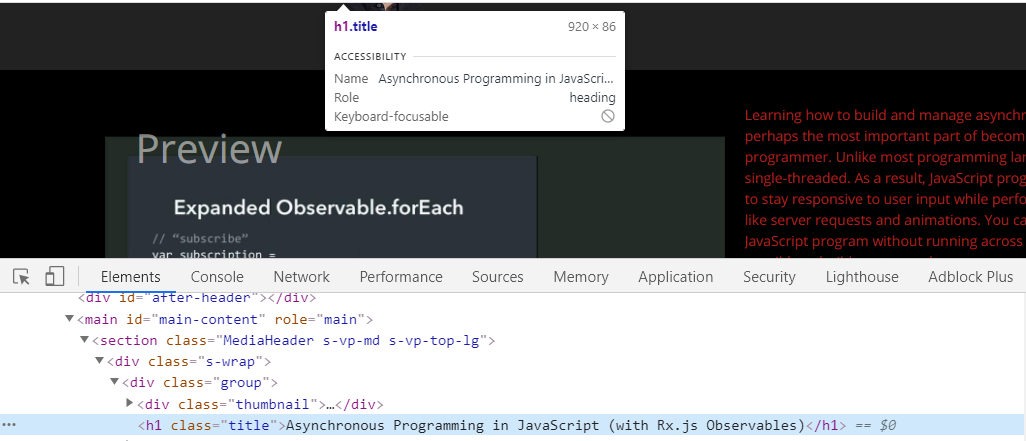 h1.title 920 × 86
ACCESSIBILITY
Name Asynchronous Programming in JavaScri...
Role heading
Keyboard-focusable
Preview
Expanded Observable.forEach
// “subscribe”
var subscription =
Learning how to build and manage asynchr
perhaps the most important part of becom
programmer. Unlike most programming lan
single-threaded. As a result, JavaScript prog
to stay responsive to user input while perfo
like server requests and animations. You ca
JavaScript program without running across
Elements Console Network Performance Sources Memory Application Security Lighthouse Adblock Plus
<div id="after-header"></div>
<main id="main-content" role="main">
<section class="MediaHeader s-vp-md s-vp-top-lg">
<div class="s-wrap">
<div class="group">
<div class="thumbnail">…</div>
<h1 class="title">Asynchronous Programming in JavaScript (with Rx.js Observables)</h1> == $0